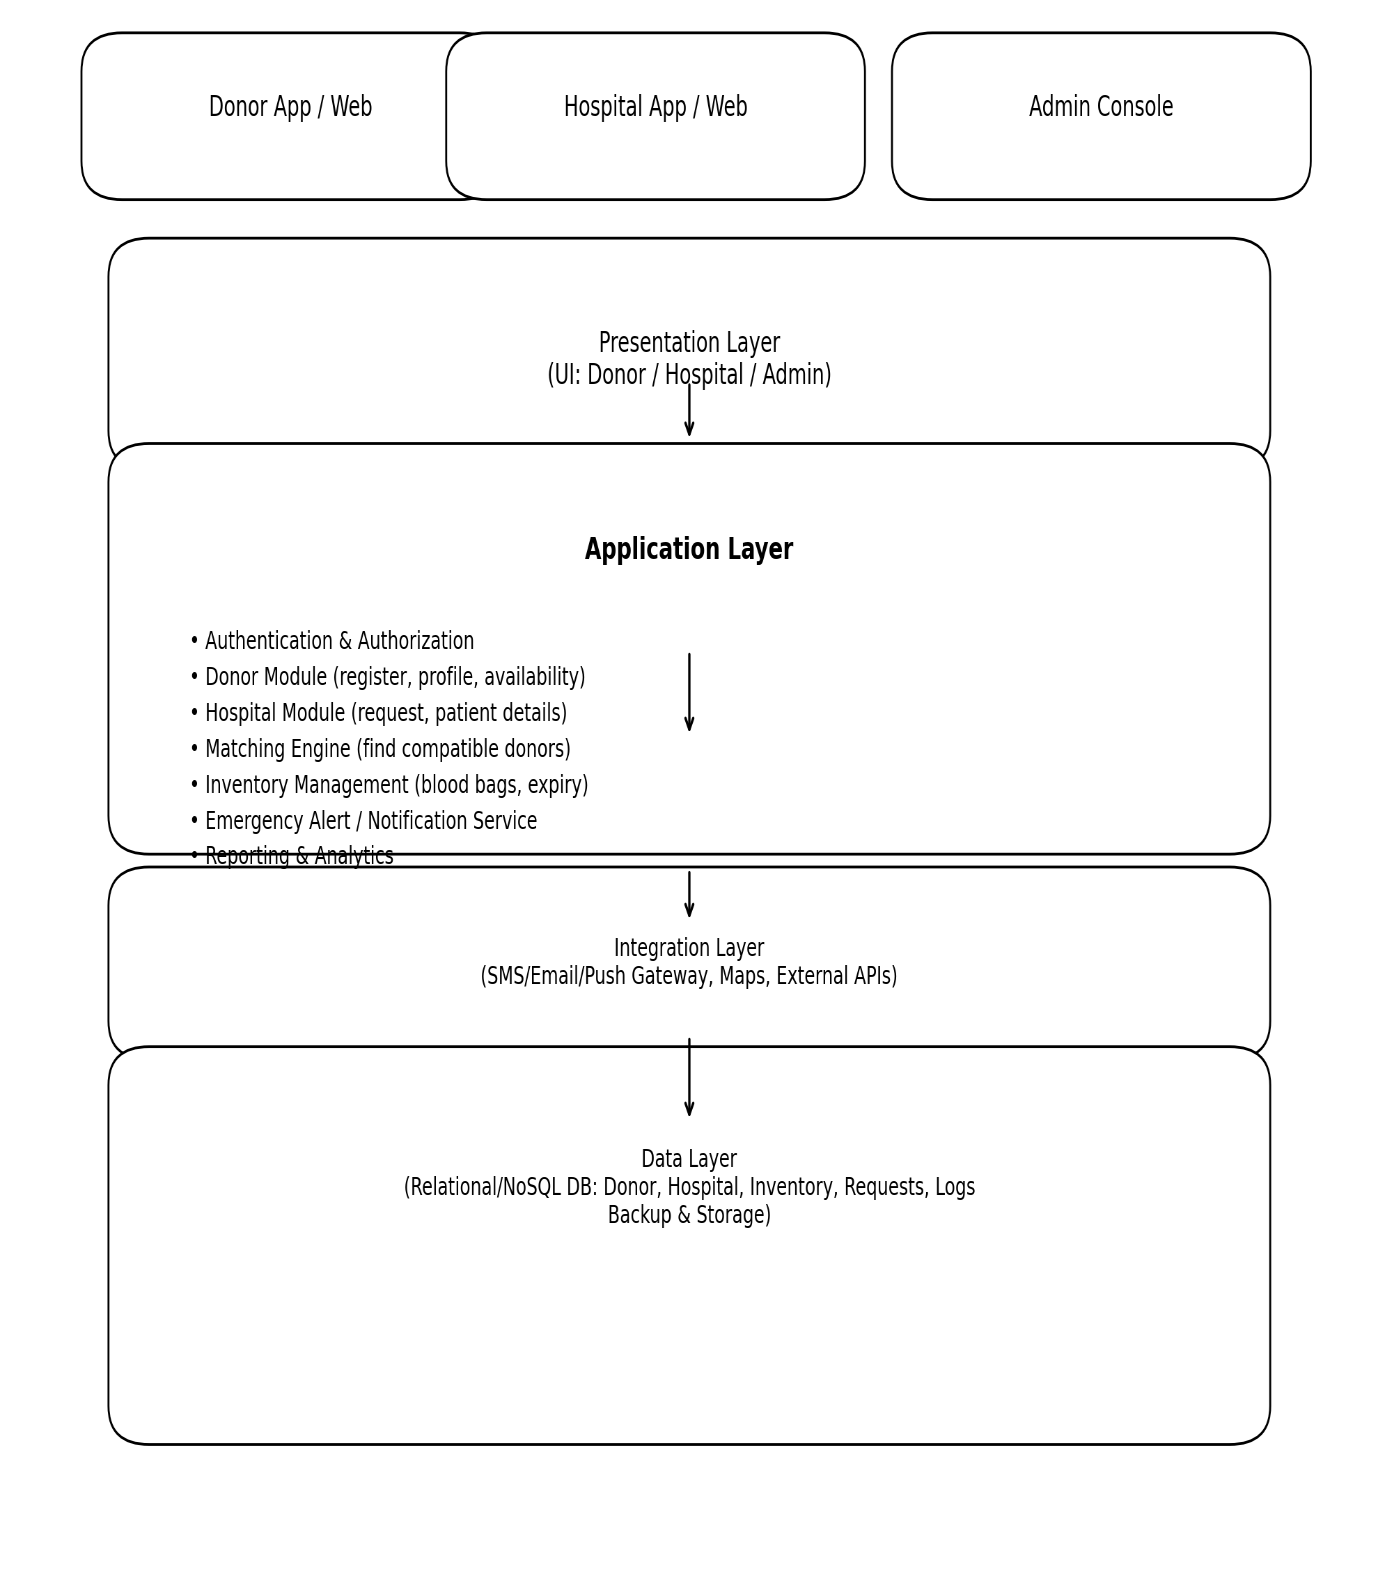 Donor App / Web
Hospital App / Web
Admin Console
Presentation Layer
(UI: Donor / Hospital / Admin)
Application Layer
• Authentication & Authorization
• Donor Module (register, profile, availability)
• Hospital Module (request, patient details)
• Matching Engine (find compatible donors)
• Inventory Management (blood bags, expiry)
• Emergency Alert / Notification Service
• Reporting & Analytics
Integration Layer
(SMS/Email/Push Gateway, Maps, External APIs)
Data Layer
(Relational/NoSQL DB: Donor, Hospital, Inventory, Requests, Logs
Backup & Storage)